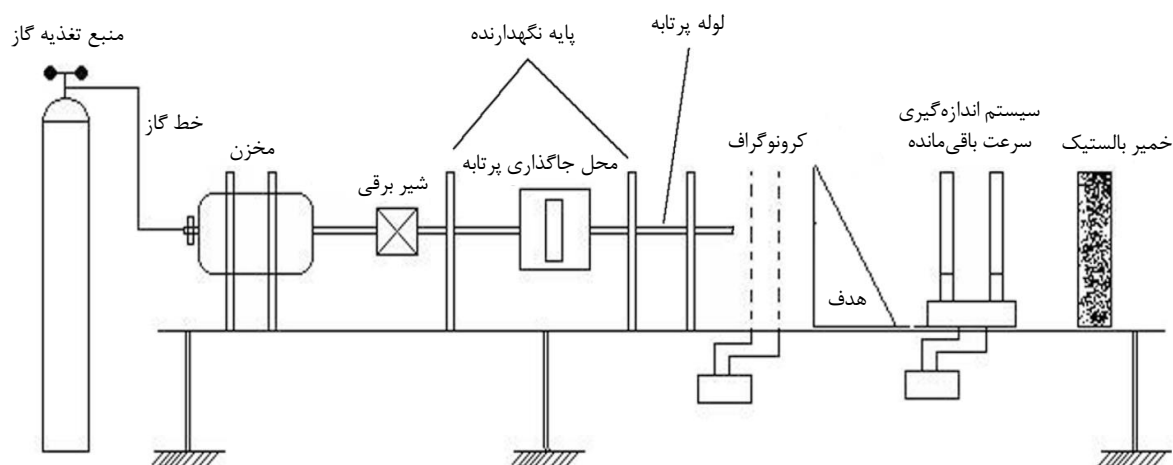 منبع تغذیه گاز
خط گاز
مخزن
شیر برقی
پایه نگهدارنده
محل جاگذاری پرتابه
لوله پرتابه
کرونوگراف
هدف
سیستم اندازه‌گیری
سرعت باقی‌مانده
خمیر بالستیک